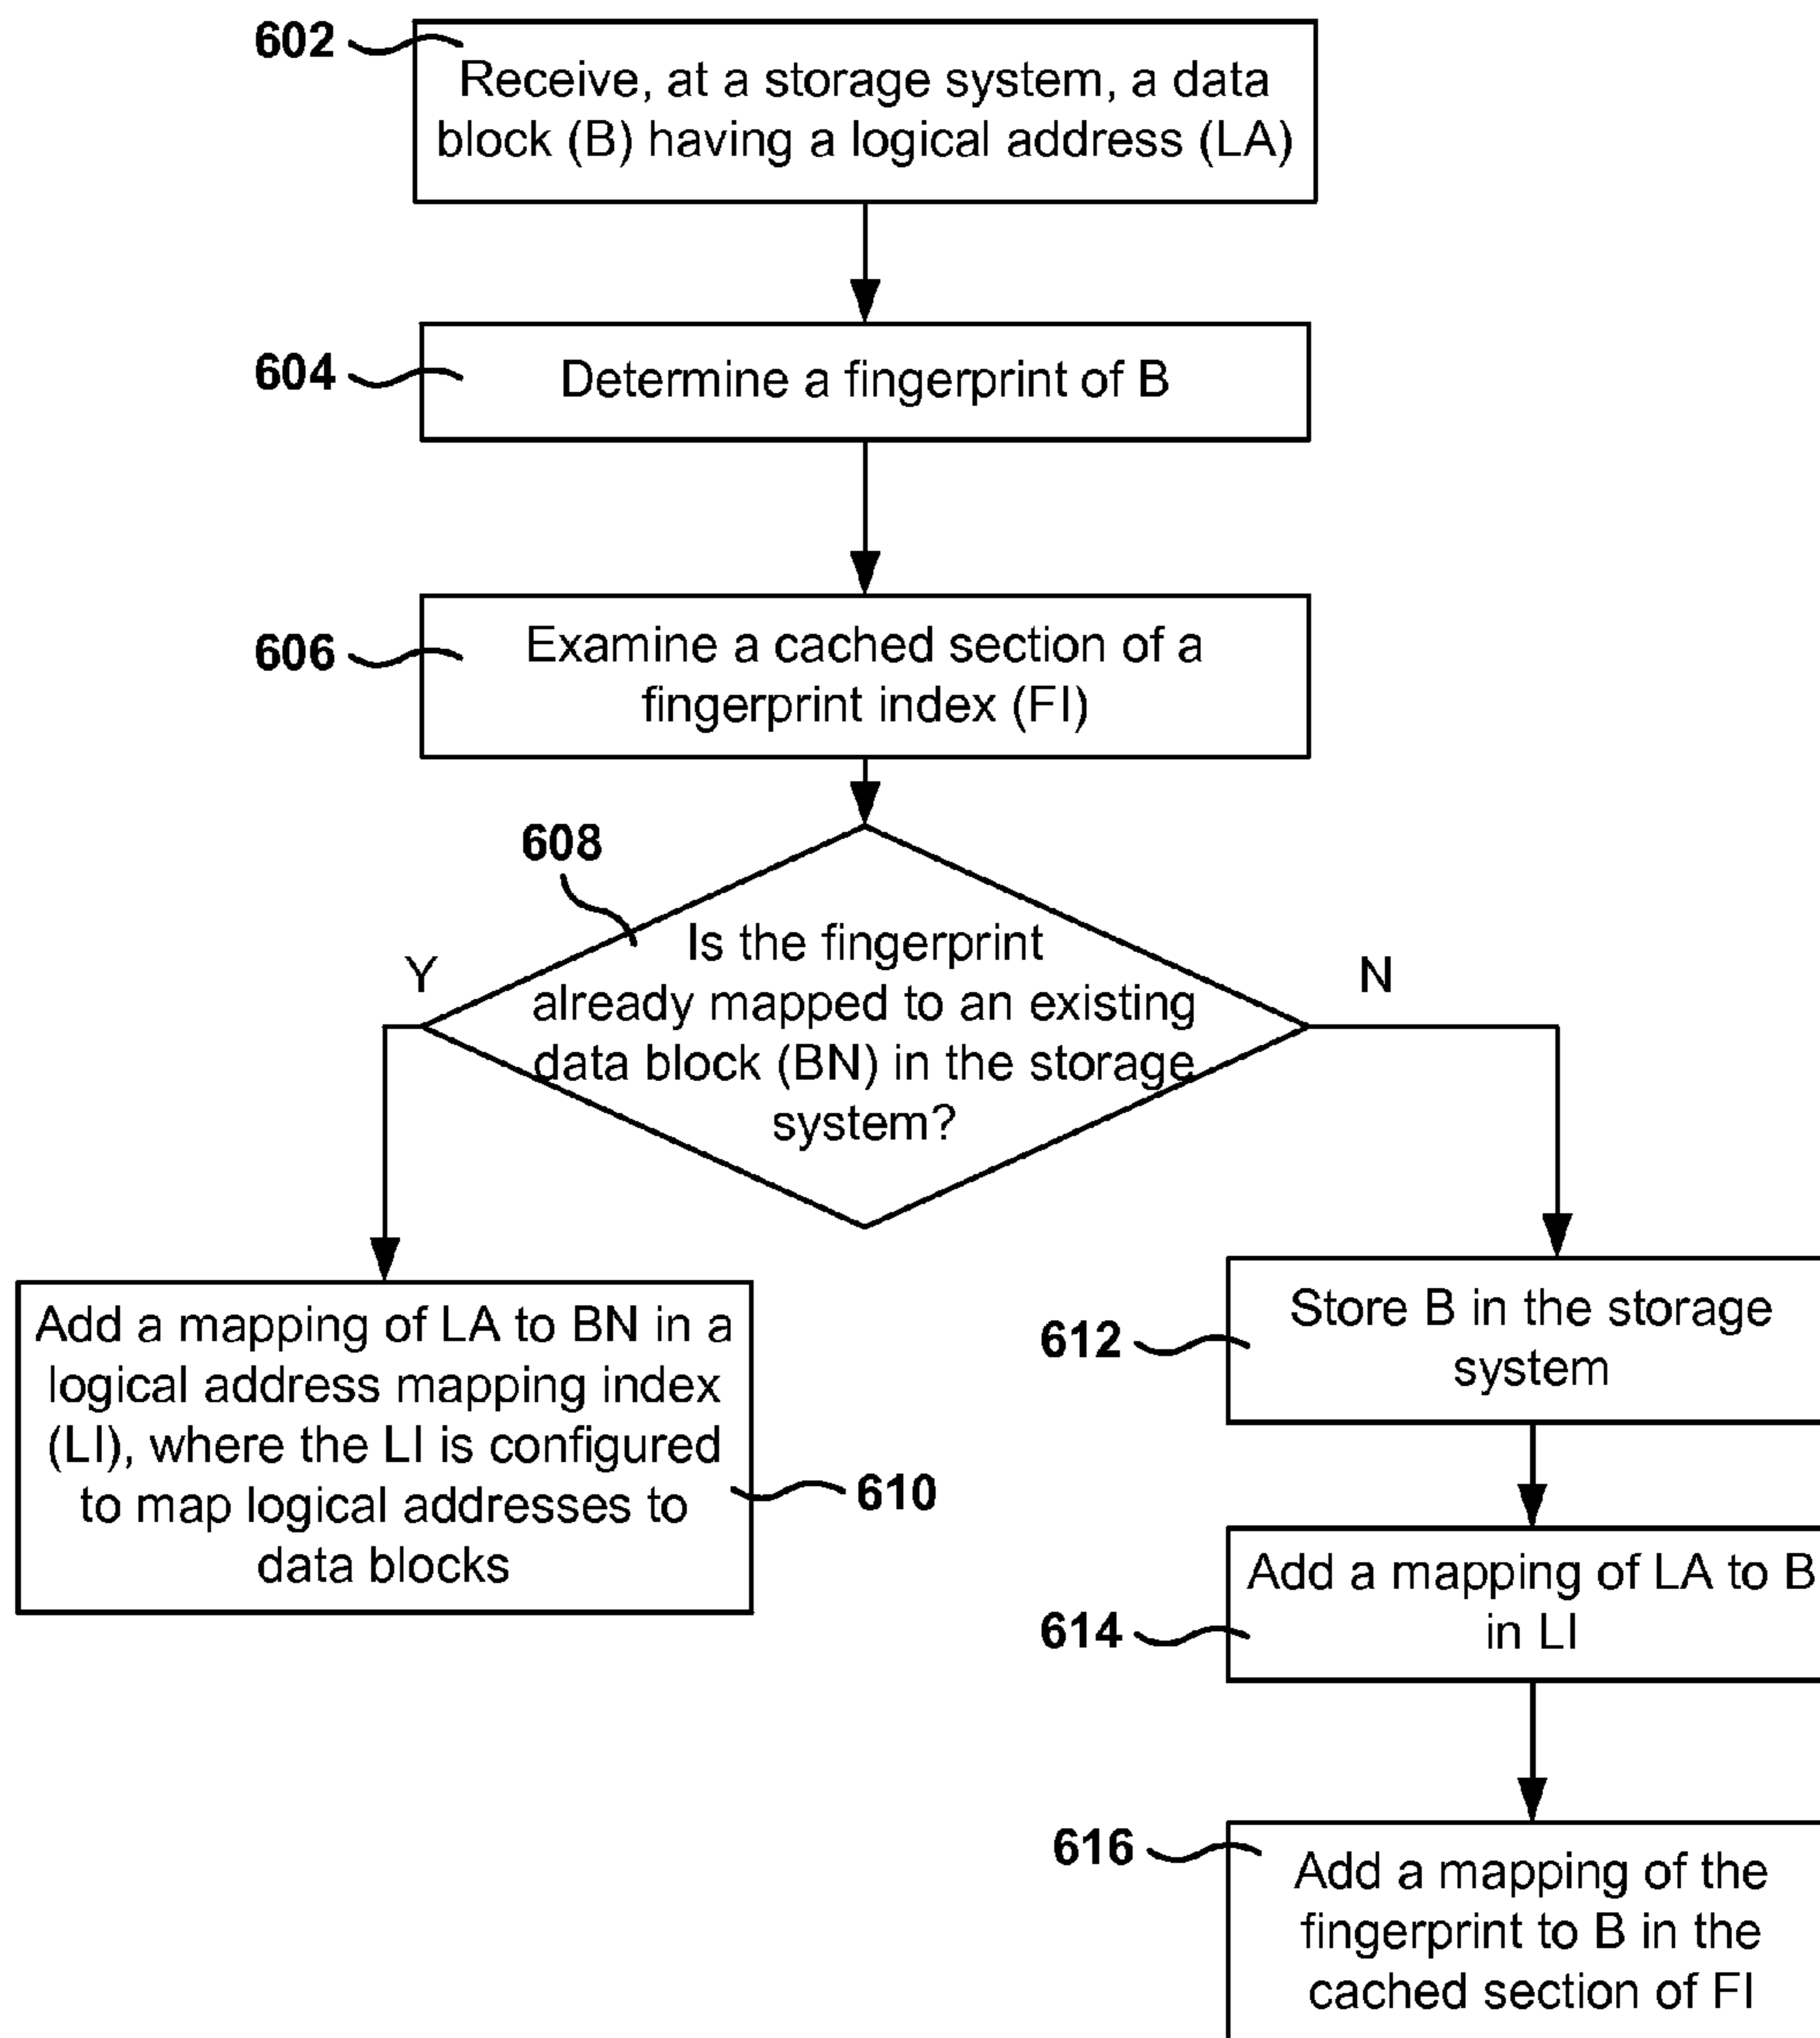 602
Receive, at a storage system, a data
block (B) having a logical address (LA)
604
Determine a fingerprint of B
606
Examine a cached section of a
fingerprint index (FI)
608
Is the fingerprint
already mapped to an existing
data block (BN) in the storage
system?
Y
N
Add a mapping of LA to BN in a
logical address mapping index
(LI), where the LI is configured
to map logical addresses to
data blocks
610
612
Store B in the storage
system
614
Add a mapping of LA to B
in LI
616
Add a mapping of the
fingerprint to B in the
cached section of FI